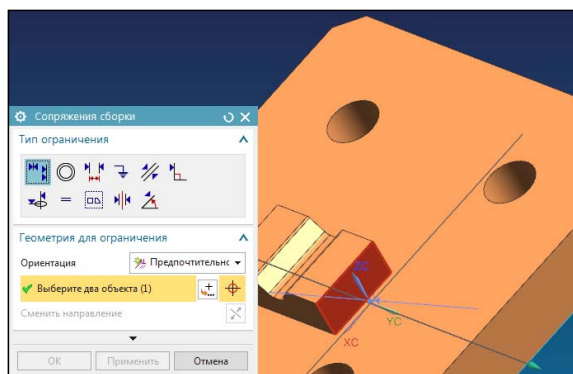 Сопряжения сборки
Тип ограничения
Геометрия для ограничения
Ориентация
Предпочтительнс
Выберите два объекта (1)
Сменить направление
ОК
Применить
Отмена
ZC
YC
XC